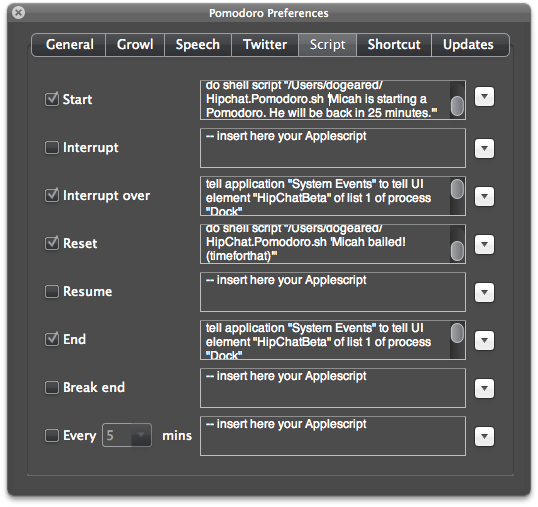 Pomodoro Preferences
General Growl Speech Twitter Script Shortcut Updates
Start
do shell script "/Users/dogeared/
Hipchat.Pomodoro.sh 'Micah is starting a
Pomodoro. He will be back in 25 minutes.'"
Interrupt
-- insert here your Applescript
Interrupt over
tell application "System Events" to tell UI
element "HipChatBeta" of list 1 of process
"Dock"
Reset
do shell script "/Users/dogeared/
HipChat.Pomodoro.sh 'Micah bailed!
(timeforthat)'"
Resume
-- insert here your Applescript
End
tell application "System Events" to tell UI
element "HipChatBeta" of list 1 of process
"Dock"
Break end
-- insert here your Applescript
Every 5 mins
-- insert here your Applescript